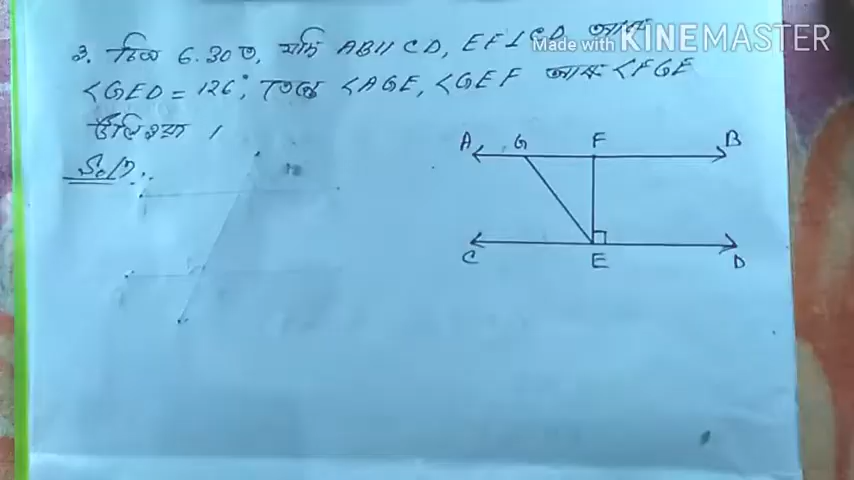 3. চিত্ৰ 6.30ত, যদি AB || CD, EF ⊥ CD আৰু
∠GED = 126°, তেন্তে ∠AGE, ∠GEF আৰু ∠FGE
উলিওৱা ।
Soln:
A G F B
C E D
Made with KINEMASTER